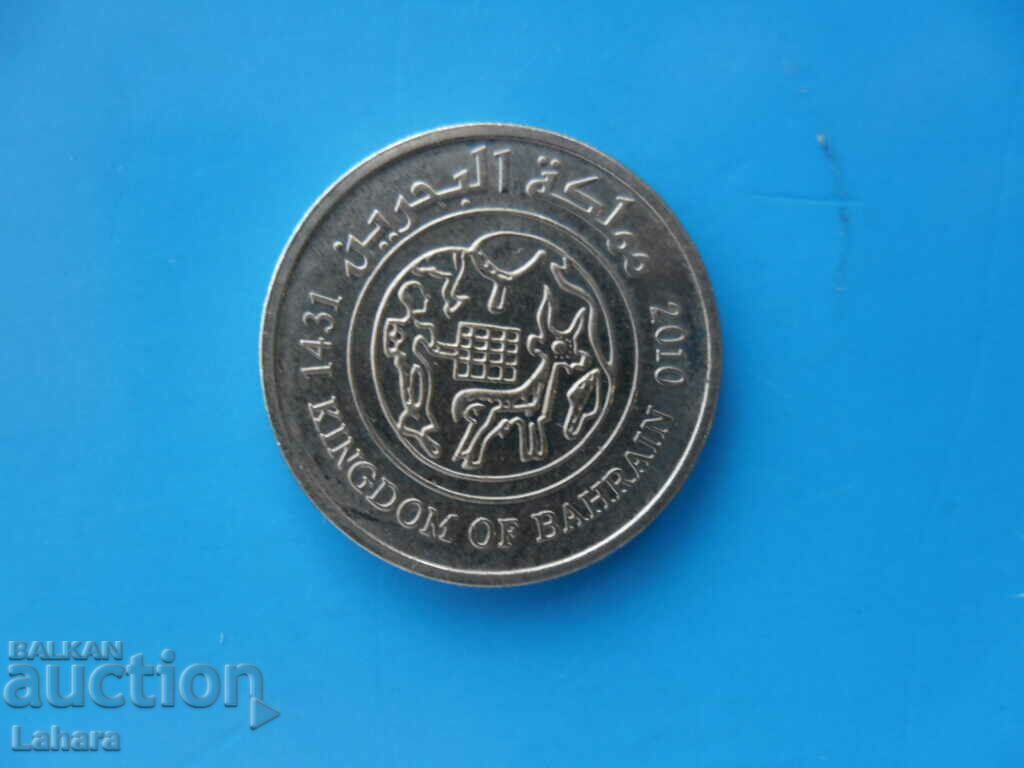 مملكة البحرين
1431
2010
KINGDOM OF BAHRAIN
BALKAN
auction
Lahara